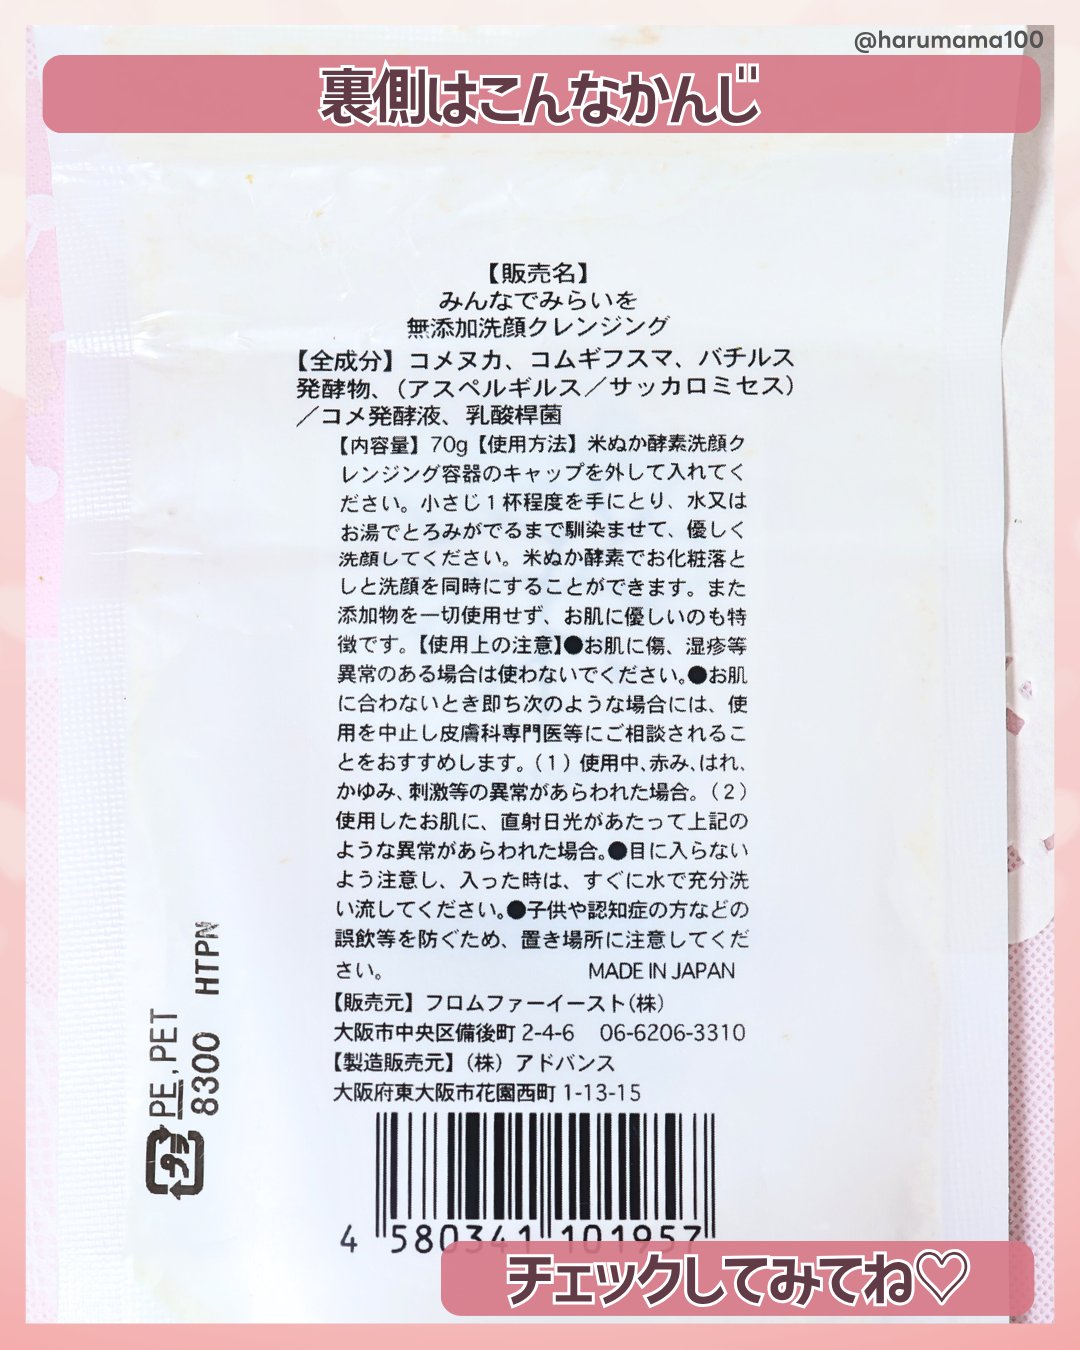 @harumama100
裏側はこんなかんじ
【販売名】
みんなでみらいを
無添加洗顔クレンジング
【全成分】コメヌカ、コムギフスマ、バチルス
発酵物、（アスペルギルス／サッカロミセス）
／コメ発酵液、乳酸桿菌
【内容量】70g【使用方法】米ぬか酵素洗顔ク
レンジング容器のキャップを外して入れてく
ださい。小さじ1杯程度を手にとり、水又は
お湯でとろみがでるまで馴染ませて、優しく
洗顔してください。米ぬか酵素でお化粧落と
しと洗顔を同時にすることができます。また
添加物を一切使用せず、お肌に優しいのも特
徴です。【使用上の注意】●お肌に傷、湿疹等
異常のある場合は使わないでください。●お肌
に合わないとき即ち次のような場合には、使
用を中止し皮膚科専門医等にご相談されるこ
とをおすすめします。（1）使用中、赤み、はれ、
かゆみ、刺激等の異常があらわれた場合。（2）
使用したお肌に、直射日光があたって上記の
ような異常があらわれた場合。●目に入らない
よう注意し、入った時は、すぐに水で充分洗
い流してください。●子供や認知症の方などの
誤飲等を防ぐため、置き場所に注意してくだ
さい。 MADE IN JAPAN
【販売元】フロムファーイースト（株）
大阪市中央区備後町 2-4-6 06-6206-3310
【製造販売元】（株）アドバンス
大阪府東大阪市花園西町 1-13-15
4 580341 101957
プラ
PE,PET
8300 HTPN
チェックしてみてね♡